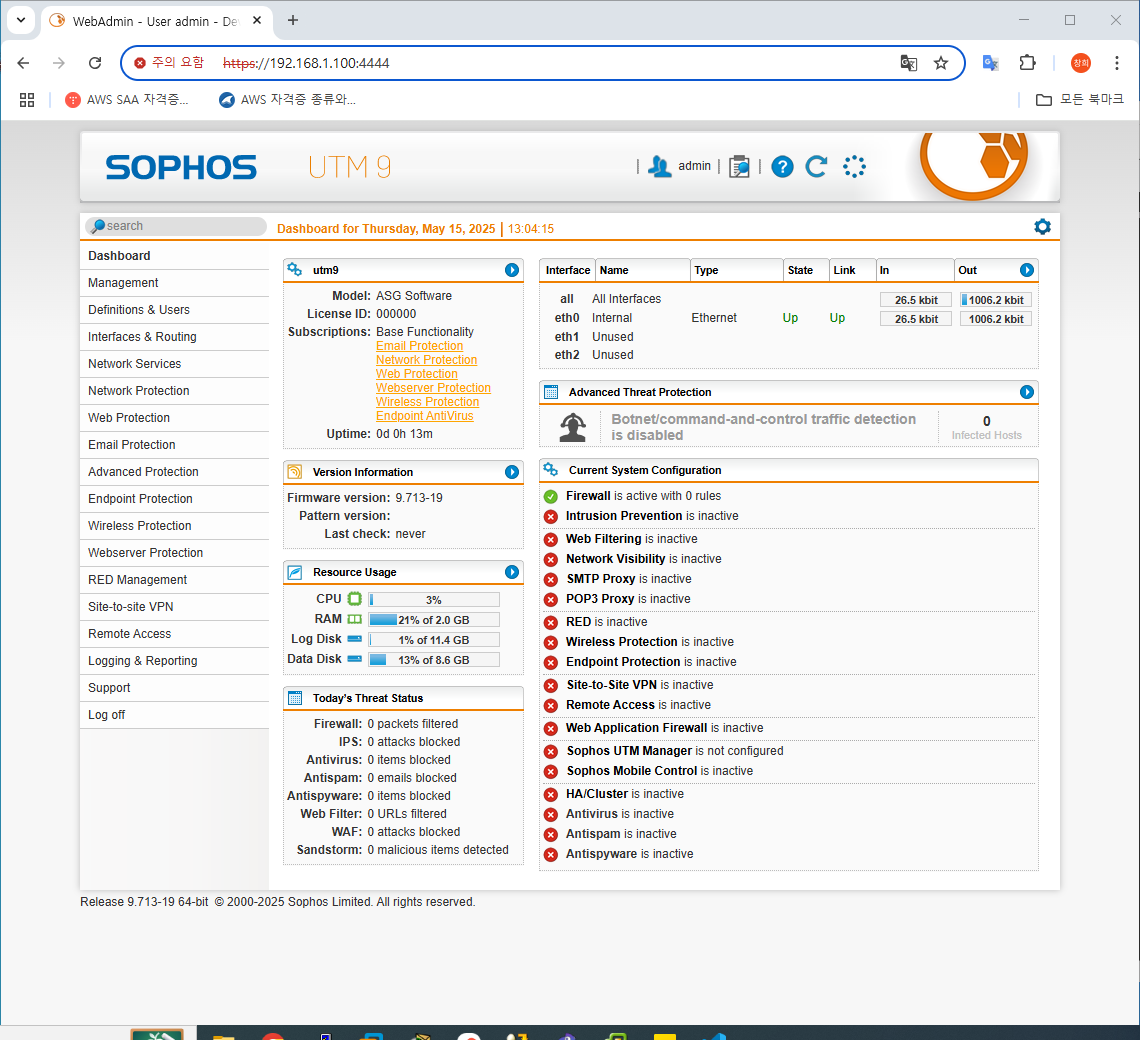 WebAdmin - User admin - De
주의 요함
https://192.168.1.100:4444
창희
AWS SAA 자격증...
AWS 자격증 종류와...
모든 북마크
SOPHOS
UTM 9
admin
search
Dashboard for Thursday, May 15, 2025 | 13:04:15
Dashboard
Management
Definitions & Users
Interfaces & Routing
Network Services
Network Protection
Web Protection
Email Protection
Advanced Protection
Endpoint Protection
Wireless Protection
Webserver Protection
RED Management
Site-to-site VPN
Remote Access
Logging & Reporting
Support
Log off
utm9
Model: ASG Software
License ID: 000000
Subscriptions: Base Functionality
Email Protection
Network Protection
Web Protection
Webserver Protection
Wireless Protection
Endpoint AntiVirus
Uptime: 0d 0h 13m
Version Information
Firmware version: 9.713-19
Pattern version:
Last check: never
Resource Usage
CPU 3%
RAM 21% of 2.0 GB
Log Disk 1% of 11.4 GB
Data Disk 13% of 8.6 GB
Today's Threat Status
Firewall: 0 packets filtered
IPS: 0 attacks blocked
Antivirus: 0 items blocked
Antispam: 0 emails blocked
Antispyware: 0 items blocked
Web Filter: 0 URLs filtered
WAF: 0 attacks blocked
Sandstorm: 0 malicious items detected
Interface Name Type State Link In Out
all All Interfaces 26.5 kbit 1006.2 kbit
eth0 Internal Ethernet Up Up 26.5 kbit 1006.2 kbit
eth1 Unused
eth2 Unused
Advanced Threat Protection
Botnet/command-and-control traffic detection
is disabled
0
Infected Hosts
Current System Configuration
Firewall is active with 0 rules
Intrusion Prevention is inactive
Web Filtering is inactive
Network Visibility is inactive
SMTP Proxy is inactive
POP3 Proxy is inactive
RED is inactive
Wireless Protection is inactive
Endpoint Protection is inactive
Site-to-Site VPN is inactive
Remote Access is inactive
Web Application Firewall is inactive
Sophos UTM Manager is not configured
Sophos Mobile Control is inactive
HA/Cluster is inactive
Antivirus is inactive
Antispam is inactive
Antispyware is inactive
Release 9.713-19 64-bit © 2000-2025 Sophos Limited. All rights reserved.